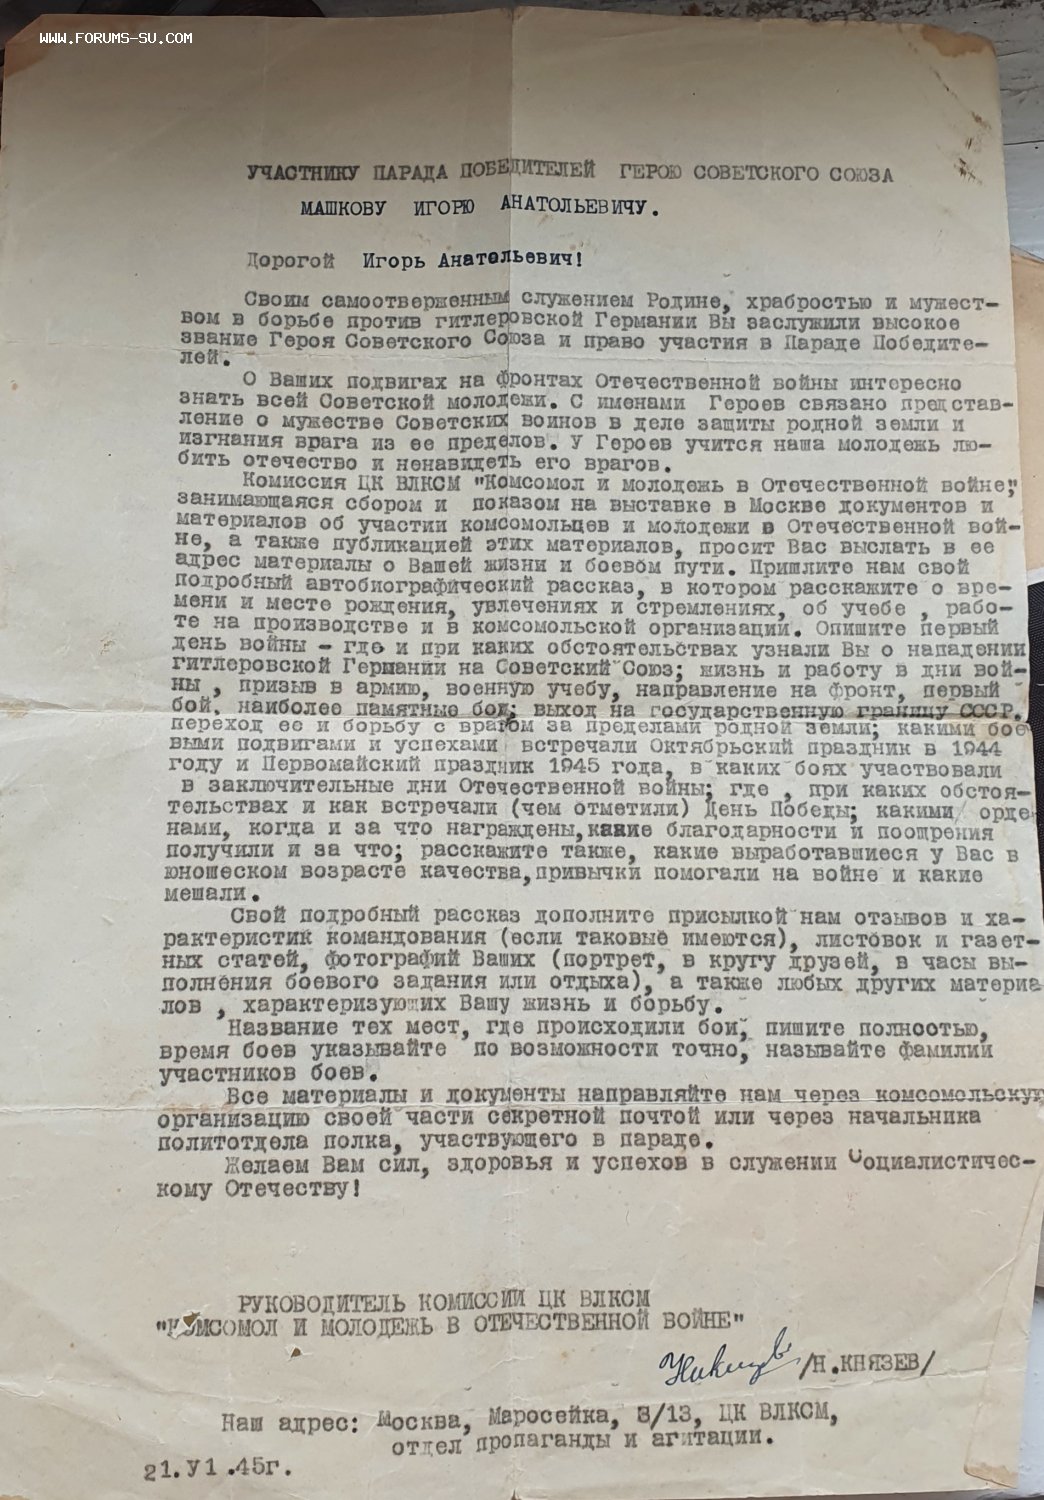 WWW.FORUMS-SU.COM
УЧАСТНИКУ ПАРАДА ПОБЕДИТЕЛЕЙ ГЕРОЮ СОВЕТСКОГО СОЮЗА
МАШКОВУ ИГОРЮ АНАТОЛЬЕВИЧУ.
Дорогой Игорь Анатольевич!
Своим самоотверженным служением Родине, храбростью и мужест-
вом в борьбе против гитлеровской Германии Вы заслужили высокое
звание Героя Советского Союза и право участия в Параде Победите-
лей.
О Ваших подвигах на фронтах Отечественной войны интересно
знать всей Советской молодежи. С именами Героев связано представ-
ление о мужестве Советских воинов в деле защиты родной земли и
изгнания врага из ее пределов. У Героев учится наша молодежь лю-
бить отечество и ненавидеть его врагов.
Комиссия ЦК ВЛКСМ "Комсомол и молодежь в Отечественной войне",
занимающаяся сбором и показом на выставке в Москве документов и
материалов об участии комсомольцев и молодежи в Отечественной вой-
не, а также публикацией этих материалов, просит Вас выслать в ее
адрес материалы о Вашей жизни и боевом пути. Пришлите нам свой
подробный автобиографический рассказ, в котором расскажите о вре-
мени и месте рождения, увлечениях и стремлениях, об учебе , рабо-
те на производстве и в комсомольской организации. Опишите первый
день войны - где и при каких обстоятельствах узнали Вы о нападении
гитлеровской Германии на Советский Союз; жизнь и работу в дни вой-
ны , призыв в армию, военную учебу, направление на фронт, первый
бой, наиболее памятные бои; выход на государственную границу СССР,
переход ее и борьбу с врагом за пределами родной земли; какими бое
выми подвигами и успехами встречали Октябрьский праздник в 1944
году и Первомайский праздник 1945 года, в каких боях участвовали
в заключительные дни Отечественной войны; где , при каких обстоя-
тельствах и как встречали (чем отметили) День Победы; какими орде
нами, когда и за что награждены, какие благодарности и поощрения
получили и за что; расскажите также, какие выработавшиеся у Вас в
юношеском возрасте качества, привычки помогали на войне и какие
мешали.
Свой подробный рассказ дополните присылкой нам отзывов и ха-
рактеристик командования (если таковые имеются), листовок и газет-
ных статей, фотографий Ваших (портрет, в кругу друзей, в часы вы-
полнения боевого задания или отдыха), а также любых других материа
лов , характеризующих Вашу жизнь и борьбу.
Название тех мест, где происходили бои, пишите полностью,
время боев указывайте по возможности точно, называйте фамилии
участников боев.
Все материалы и документы направляйте нам через комсомольскую
организацию своей части секретной почтой или через начальника
политотдела полка, участвующего в параде.
Желаем Вам сил, здоровья и успехов в служении Социалистичес-
кому Отечеству!
РУКОВОДИТЕЛЬ КОМИССИИ ЦК ВЛКСМ
"КОМСОМОЛ И МОЛОДЕЖЬ В ОТЕЧЕСТВЕННОЙ ВОЙНЕ"
/Н.КНЯЗЕВ/
Наш адрес: Москва, Маросейка, 3/13, ЦК ВЛКСМ,
отдел пропаганды и агитации.
21.У1.45г.